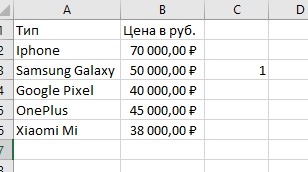 A B C D
1 Тип Цена в руб.
2 Iphone 70 000,00 ₽
3 Samsung Galaxy 50 000,00 ₽ 1
4 Google Pixel 40 000,00 ₽
5 OnePlus 45 000,00 ₽
6 Xiaomi Mi 38 000,00 ₽
7